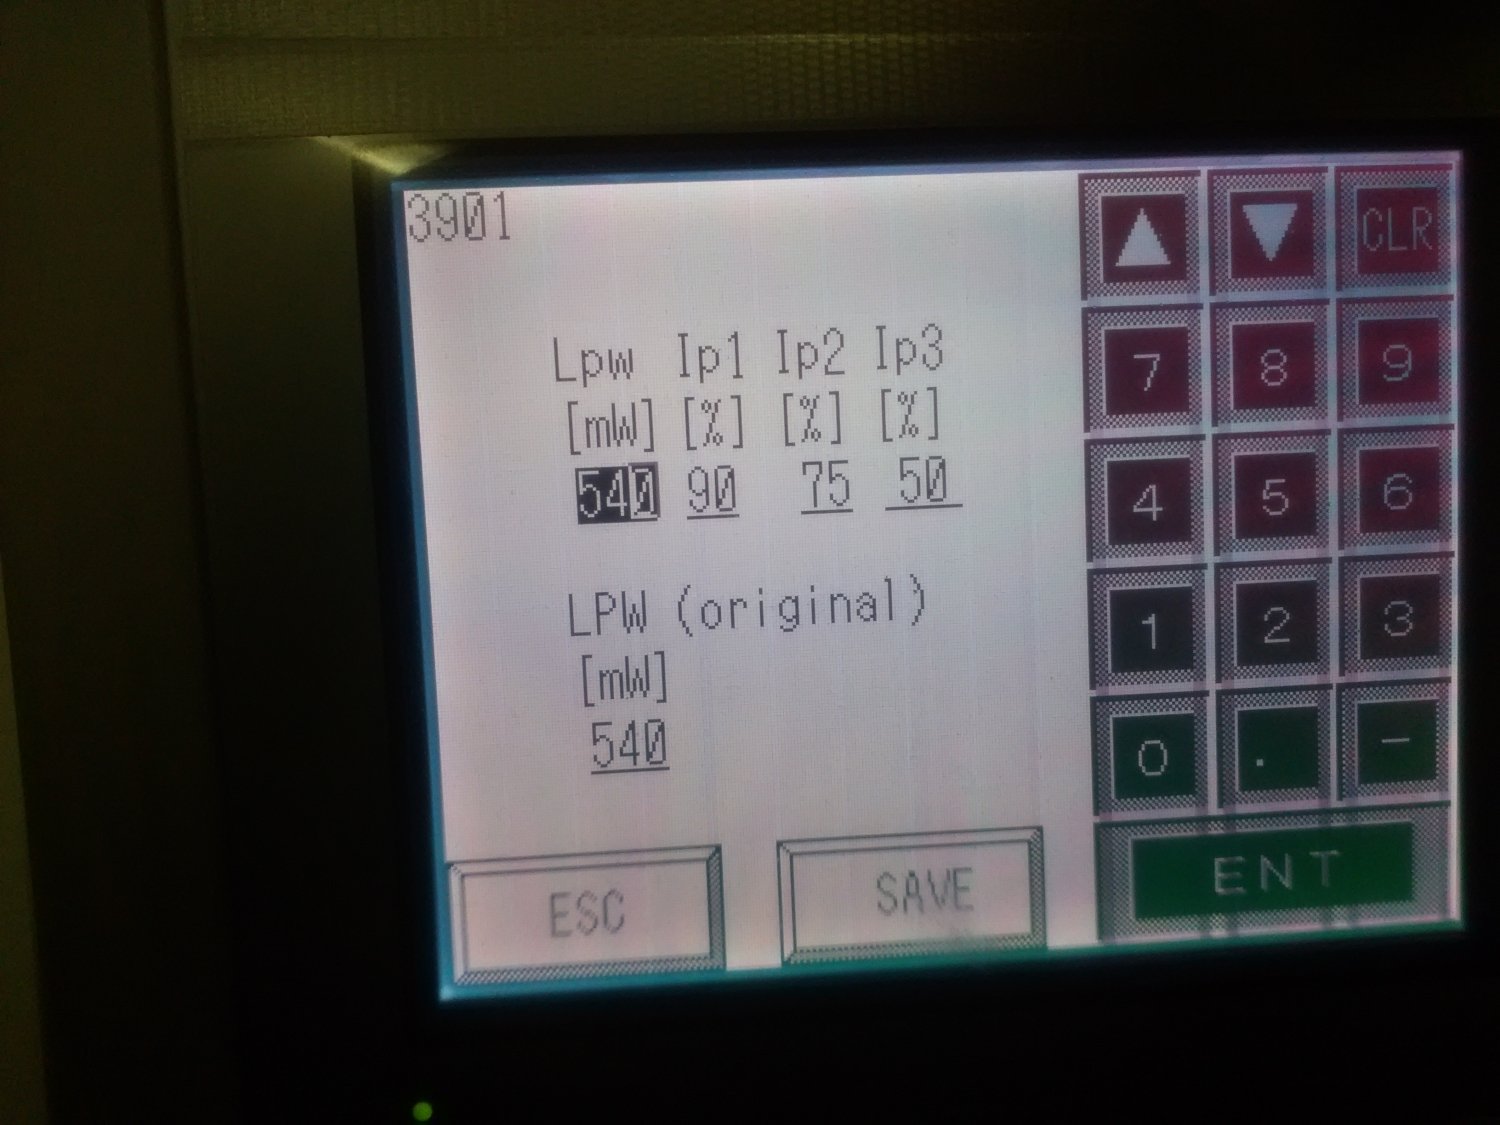 3901
Lpw Ip1 Ip2 Ip3
[mW] [%] [%] [%]
540 90 75 50
LPW (original)
[mW]
540
ESC SAVE
▲ ▼ CLR
7 8 9
4 5 6
1 2 3
0 . −
ENT